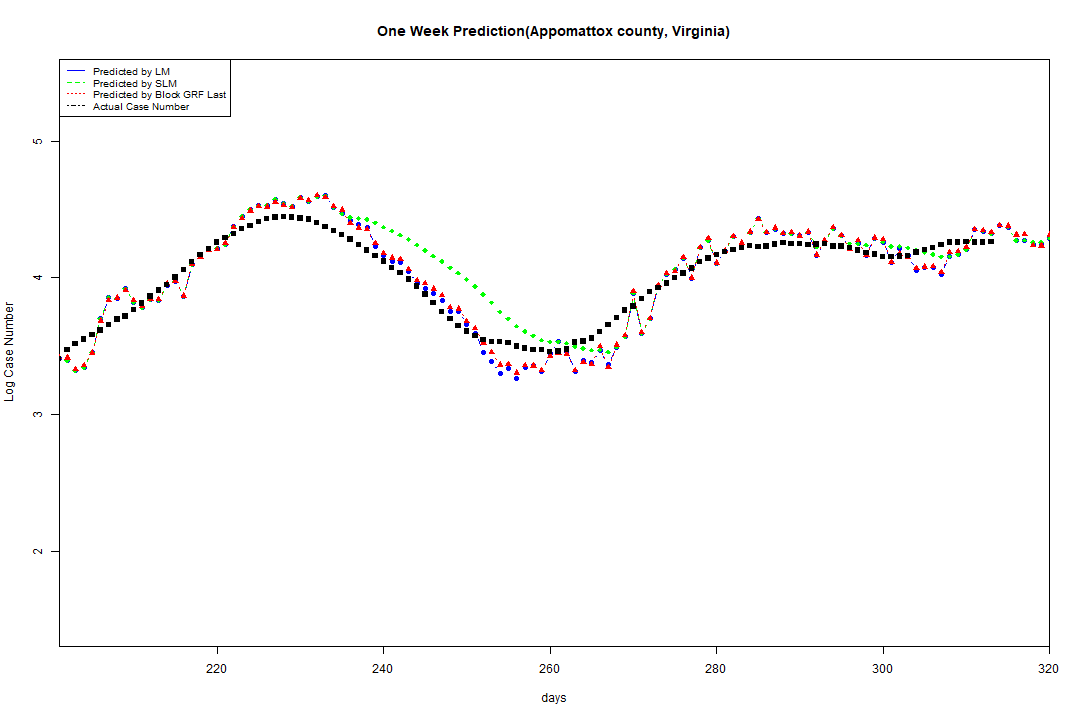 One Week Prediction(Appomattox county, Virginia)
Predicted by LM
Predicted by SLM
Predicted by Block GRF Last
Actual Case Number
5
4
3
2
Log Case Number
220 240 260 280 300 320
days